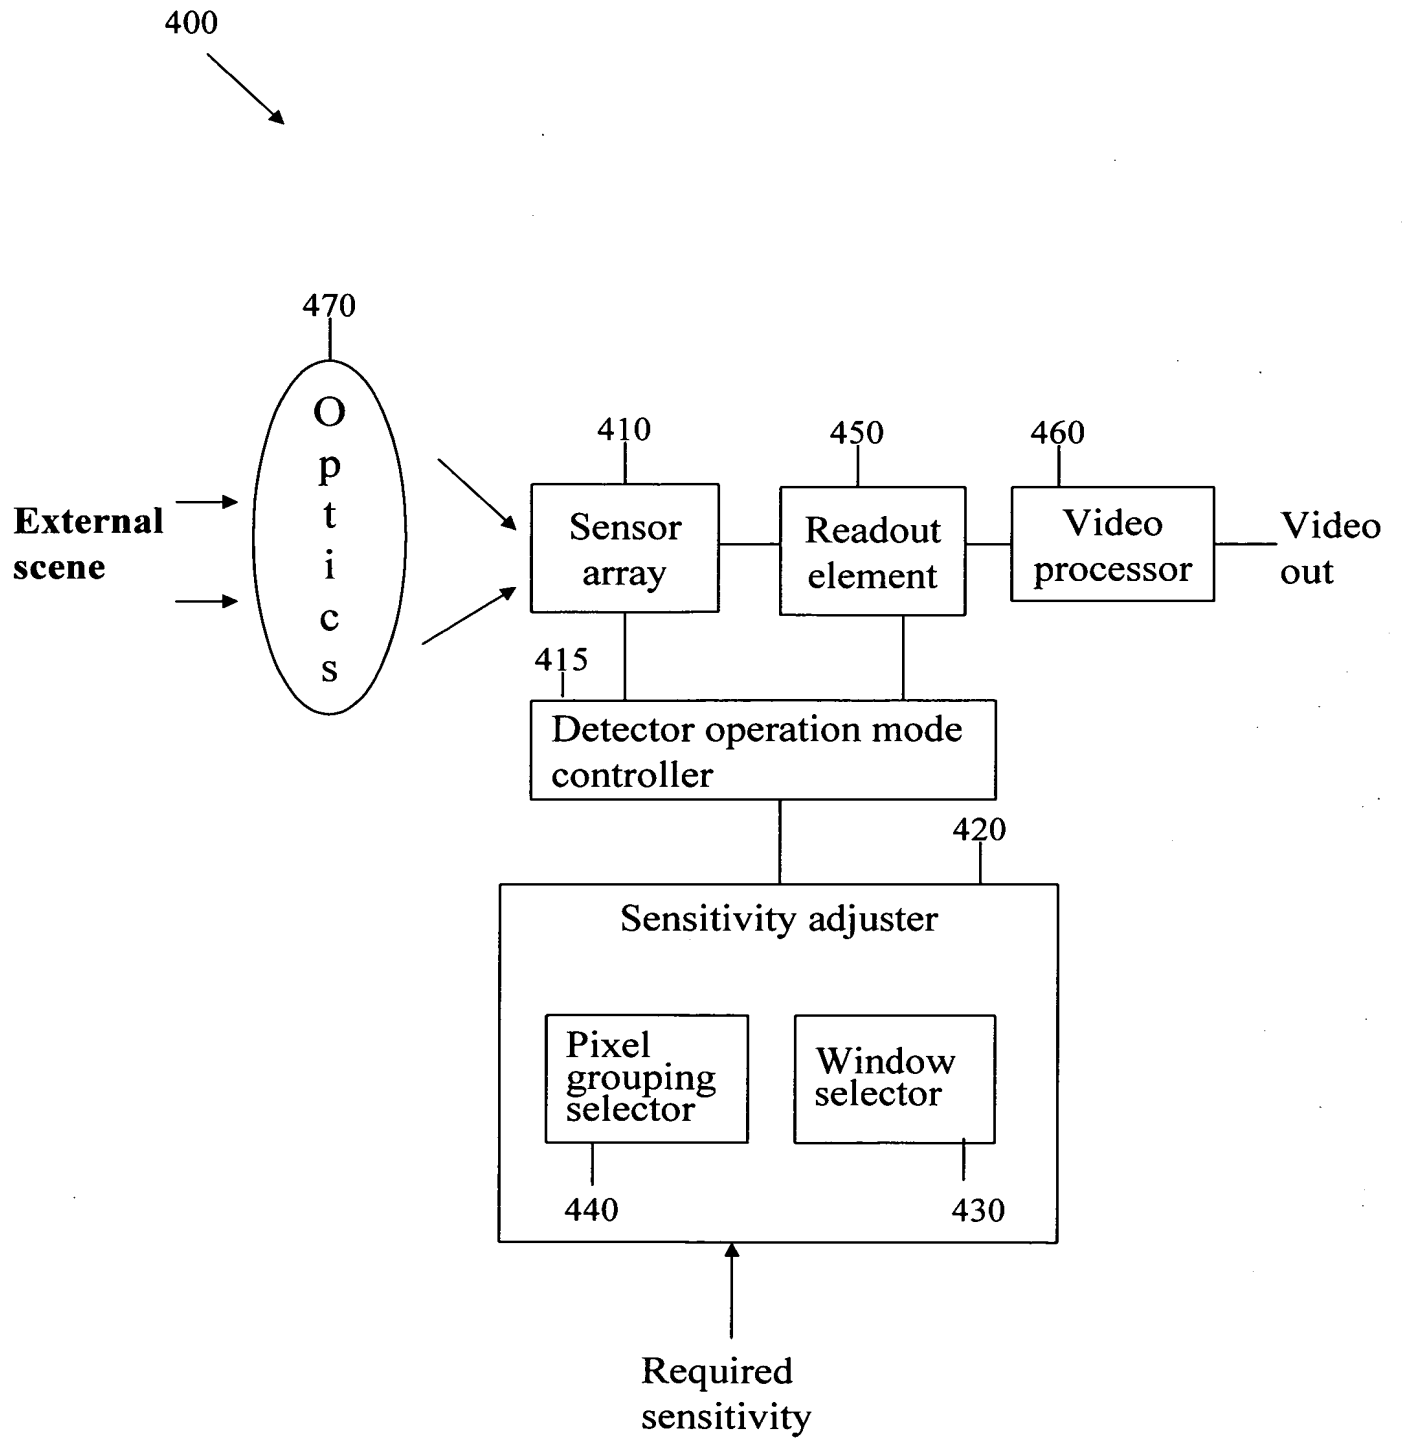 400
470
O
p
t
i
c
s
External
scene
410
Sensor
array
450
Readout
element
460
Video
processor
Video
out
415
Detector operation mode
controller
420
Sensitivity adjuster
Pixel
grouping
selector
440
Window
selector
430
Required
sensitivity